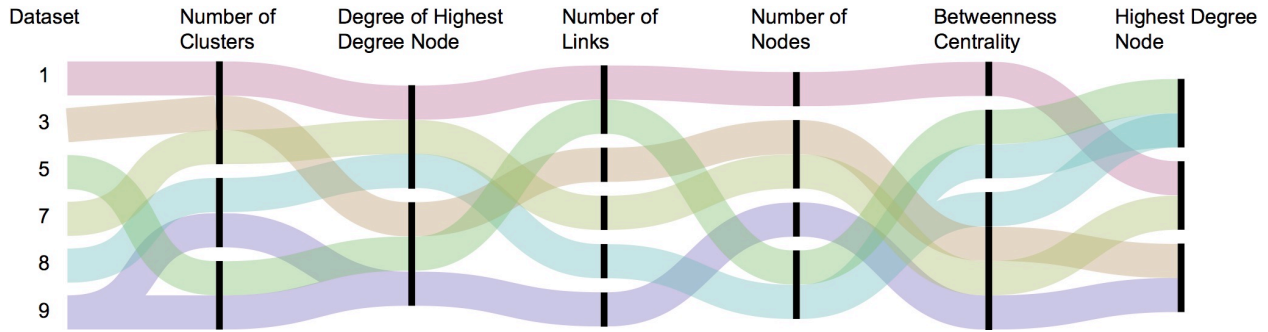 Dataset
Number of
Clusters
Degree of Highest
Degree Node
Number of
Links
Number of
Nodes
Betweenness
Centrality
Highest Degree
Node
1
3
5
7
8
9